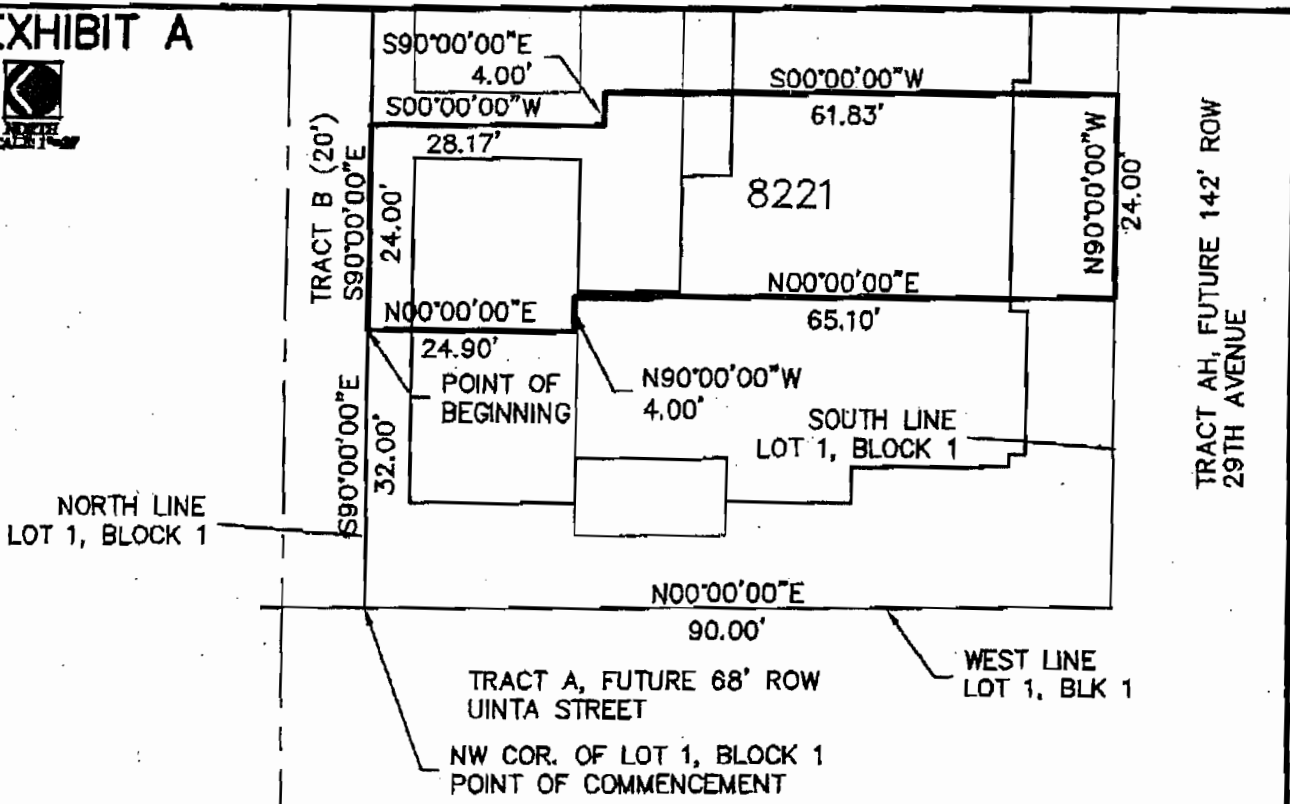 EXHIBIT A
NORTH
S90°00'00"E
4.00'
S00°00'00"W
28.17'
S00°00'00"W
61.83'
TRACT B (20')
S90°00'00"E
24.00'
8221
N90°00'00"W
24.00'
TRACT AH, FUTURE 142' ROW
29TH AVENUE
N00°00'00"E
24.90'
N00°00'00"E
65.10'
POINT OF
BEGINNING
N90°00'00"W
4.00'
SOUTH LINE
LOT 1, BLOCK 1
S90°00'00"E
32.00'
NORTH LINE
LOT 1, BLOCK 1
N00°00'00"E
90.00'
WEST LINE
LOT 1, BLK 1
TRACT A, FUTURE 68' ROW
UINTA STREET
NW COR. OF LOT 1, BLOCK 1
POINT OF COMMENCEMENT